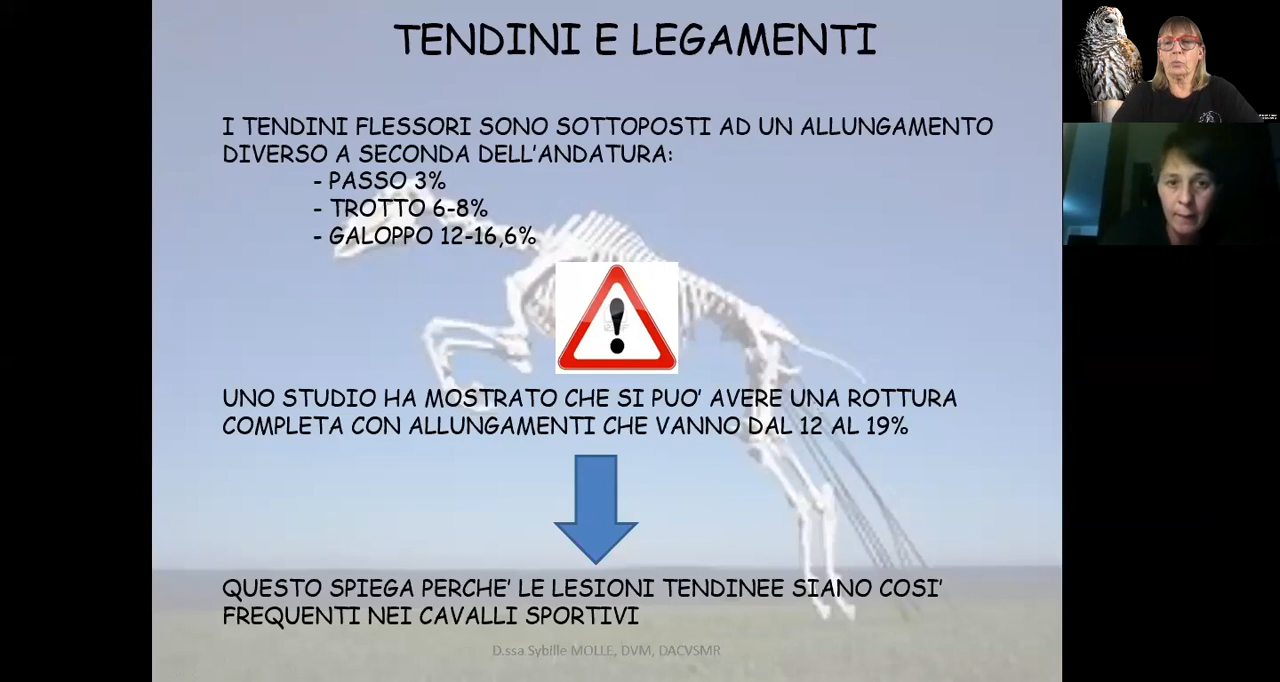 TENDINI E LEGAMENTI
I TENDINI FLESSORI SONO SOTTOPOSTI AD UN ALLUNGAMENTO
DIVERSO A SECONDA DELL'ANDATURA:
- PASSO 3%
- TROTTO 6-8%
- GALOPPO 12-16,6%
UNO STUDIO HA MOSTRATO CHE SI PUO' AVERE UNA ROTTURA
COMPLETA CON ALLUNGAMENTI CHE VANNO DAL 12 AL 19%
QUESTO SPIEGA PERCHE' LE LESIONI TENDINEE SIANO COSI'
FREQUENTI NEI CAVALLI SPORTIVI
D.ssa Sybille MOLLE, DVM, DACVSMR